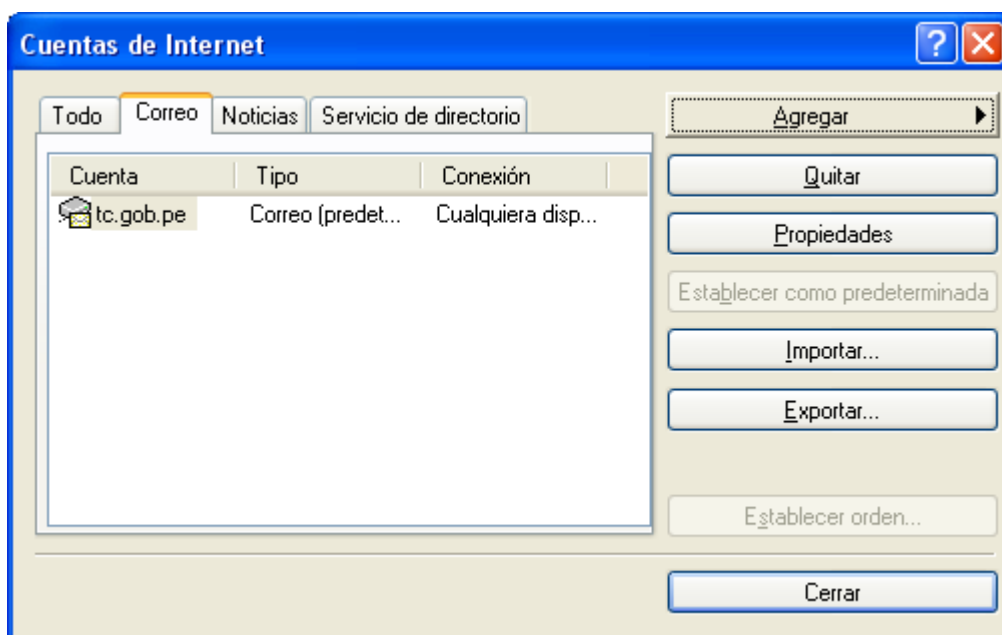 Cuentas de Internet
Todo Correo Noticias Servicio de directorio
Cuenta Tipo Conexión
tc.gob.pe Correo (predet... Cualquiera disp...
Agregar
Quitar
Propiedades
Establecer como predeterminada
Importar...
Exportar...
Establecer orden...
Cerrar